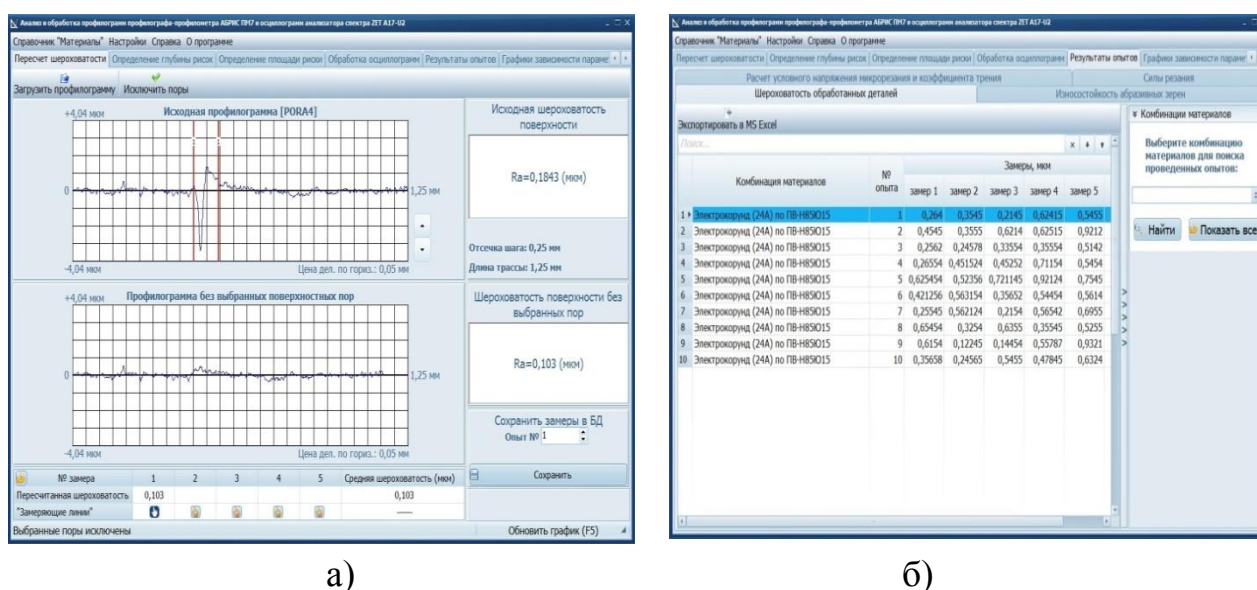 Анализ и обработка профилограмм профилографа-профилометра АБРИС ПМ7 и осциллограмм анализатора спектра ZET A17-U2
Справочник "Материалы" Настройки Справка О программе
Пересчет шероховатости Определение глубины рисок Определение площади риски Обработка осциллограмм Результаты опытов Графики зависимости параме
Загрузить профилограмму Исключить поры
+4,04 мкм Исходная профилограмма [PORA4]
0
1,25 мм
-4,04 мкм Цена дел. по гориз.: 0,05 мм
Исходная шероховатость
поверхности
Ra=0,1843 (мкм)
Отсечка шага: 0,25 мм
Длина трассы: 1,25 мм
+4,04 мкм Профилограмма без выбранных поверхностных пор
0
1,25 мм
-4,04 мкм Цена дел. по гориз.: 0,05 мм
Шероховатость поверхности без
выбранных пор
Ra=0,103 (мкм)
Сохранить замеры в БД
Опыт № 1
Сохранить
№ замера 1 2 3 4 5 Средняя шероховатость (мкм)
Пересчитанная шероховатость 0,103 0,103
"Замеряющие линии" -----
Выбранные поры исключены Обновить график (F5)
а)
Анализ и обработка профилограмм профилографа-профилометра АБРИС ПМ7 и осциллограмм анализатора спектра ZET A17-U2
Справочник "Материалы" Настройки Справка О программе
Пересчет шероховатости Определение глубины рисок Определение площади риски Обработка осциллограмм Результаты опытов Графики зависимости параме
Расчет условного напряжения микрорезания и коэффициента трения Силы резания
Шероховатость обработанных деталей Износостойкость абразивных зерен
Экспортировать в MS Excel
Поиск...
Комбинация материалов № опыта Замеры, мкм
замер 1 замер 2 замер 3 замер 4 замер 5
1 Электрокорунд (24А) по ПВ-Н85Ю15 1 0,264 0,3545 0,2145 0,62415 0,5455
2 Электрокорунд (24А) по ПВ-Н85Ю15 2 0,4545 0,3555 0,6214 0,62515 0,9212
3 Электрокорунд (24А) по ПВ-Н85Ю15 3 0,2562 0,24578 0,33554 0,35554 0,5142
4 Электрокорунд (24А) по ПВ-Н85Ю15 4 0,26554 0,451524 0,45252 0,71154 0,5454
5 Электрокорунд (24А) по ПВ-Н85Ю15 5 0,625454 0,52356 0,721145 0,92124 0,7545
6 Электрокорунд (24А) по ПВ-Н85Ю15 6 0,421256 0,563154 0,35652 0,54454 0,5614
7 Электрокорунд (24А) по ПВ-Н85Ю15 7 0,25545 0,562124 0,2154 0,56542 0,6955
8 Электрокорунд (24А) по ПВ-Н85Ю15 8 0,65454 0,3254 0,6355 0,35545 0,5255
9 Электрокорунд (24А) по ПВ-Н85Ю15 9 0,6154 0,12245 0,14454 0,55787 0,9321
10 Электрокорунд (24А) по ПВ-Н85Ю15 10 0,35658 0,24565 0,5455 0,47845 0,6324
Комбинации материалов
Выберите комбинацию
материалов для поиска
проведенных опытов:
Найти Показать все
б)